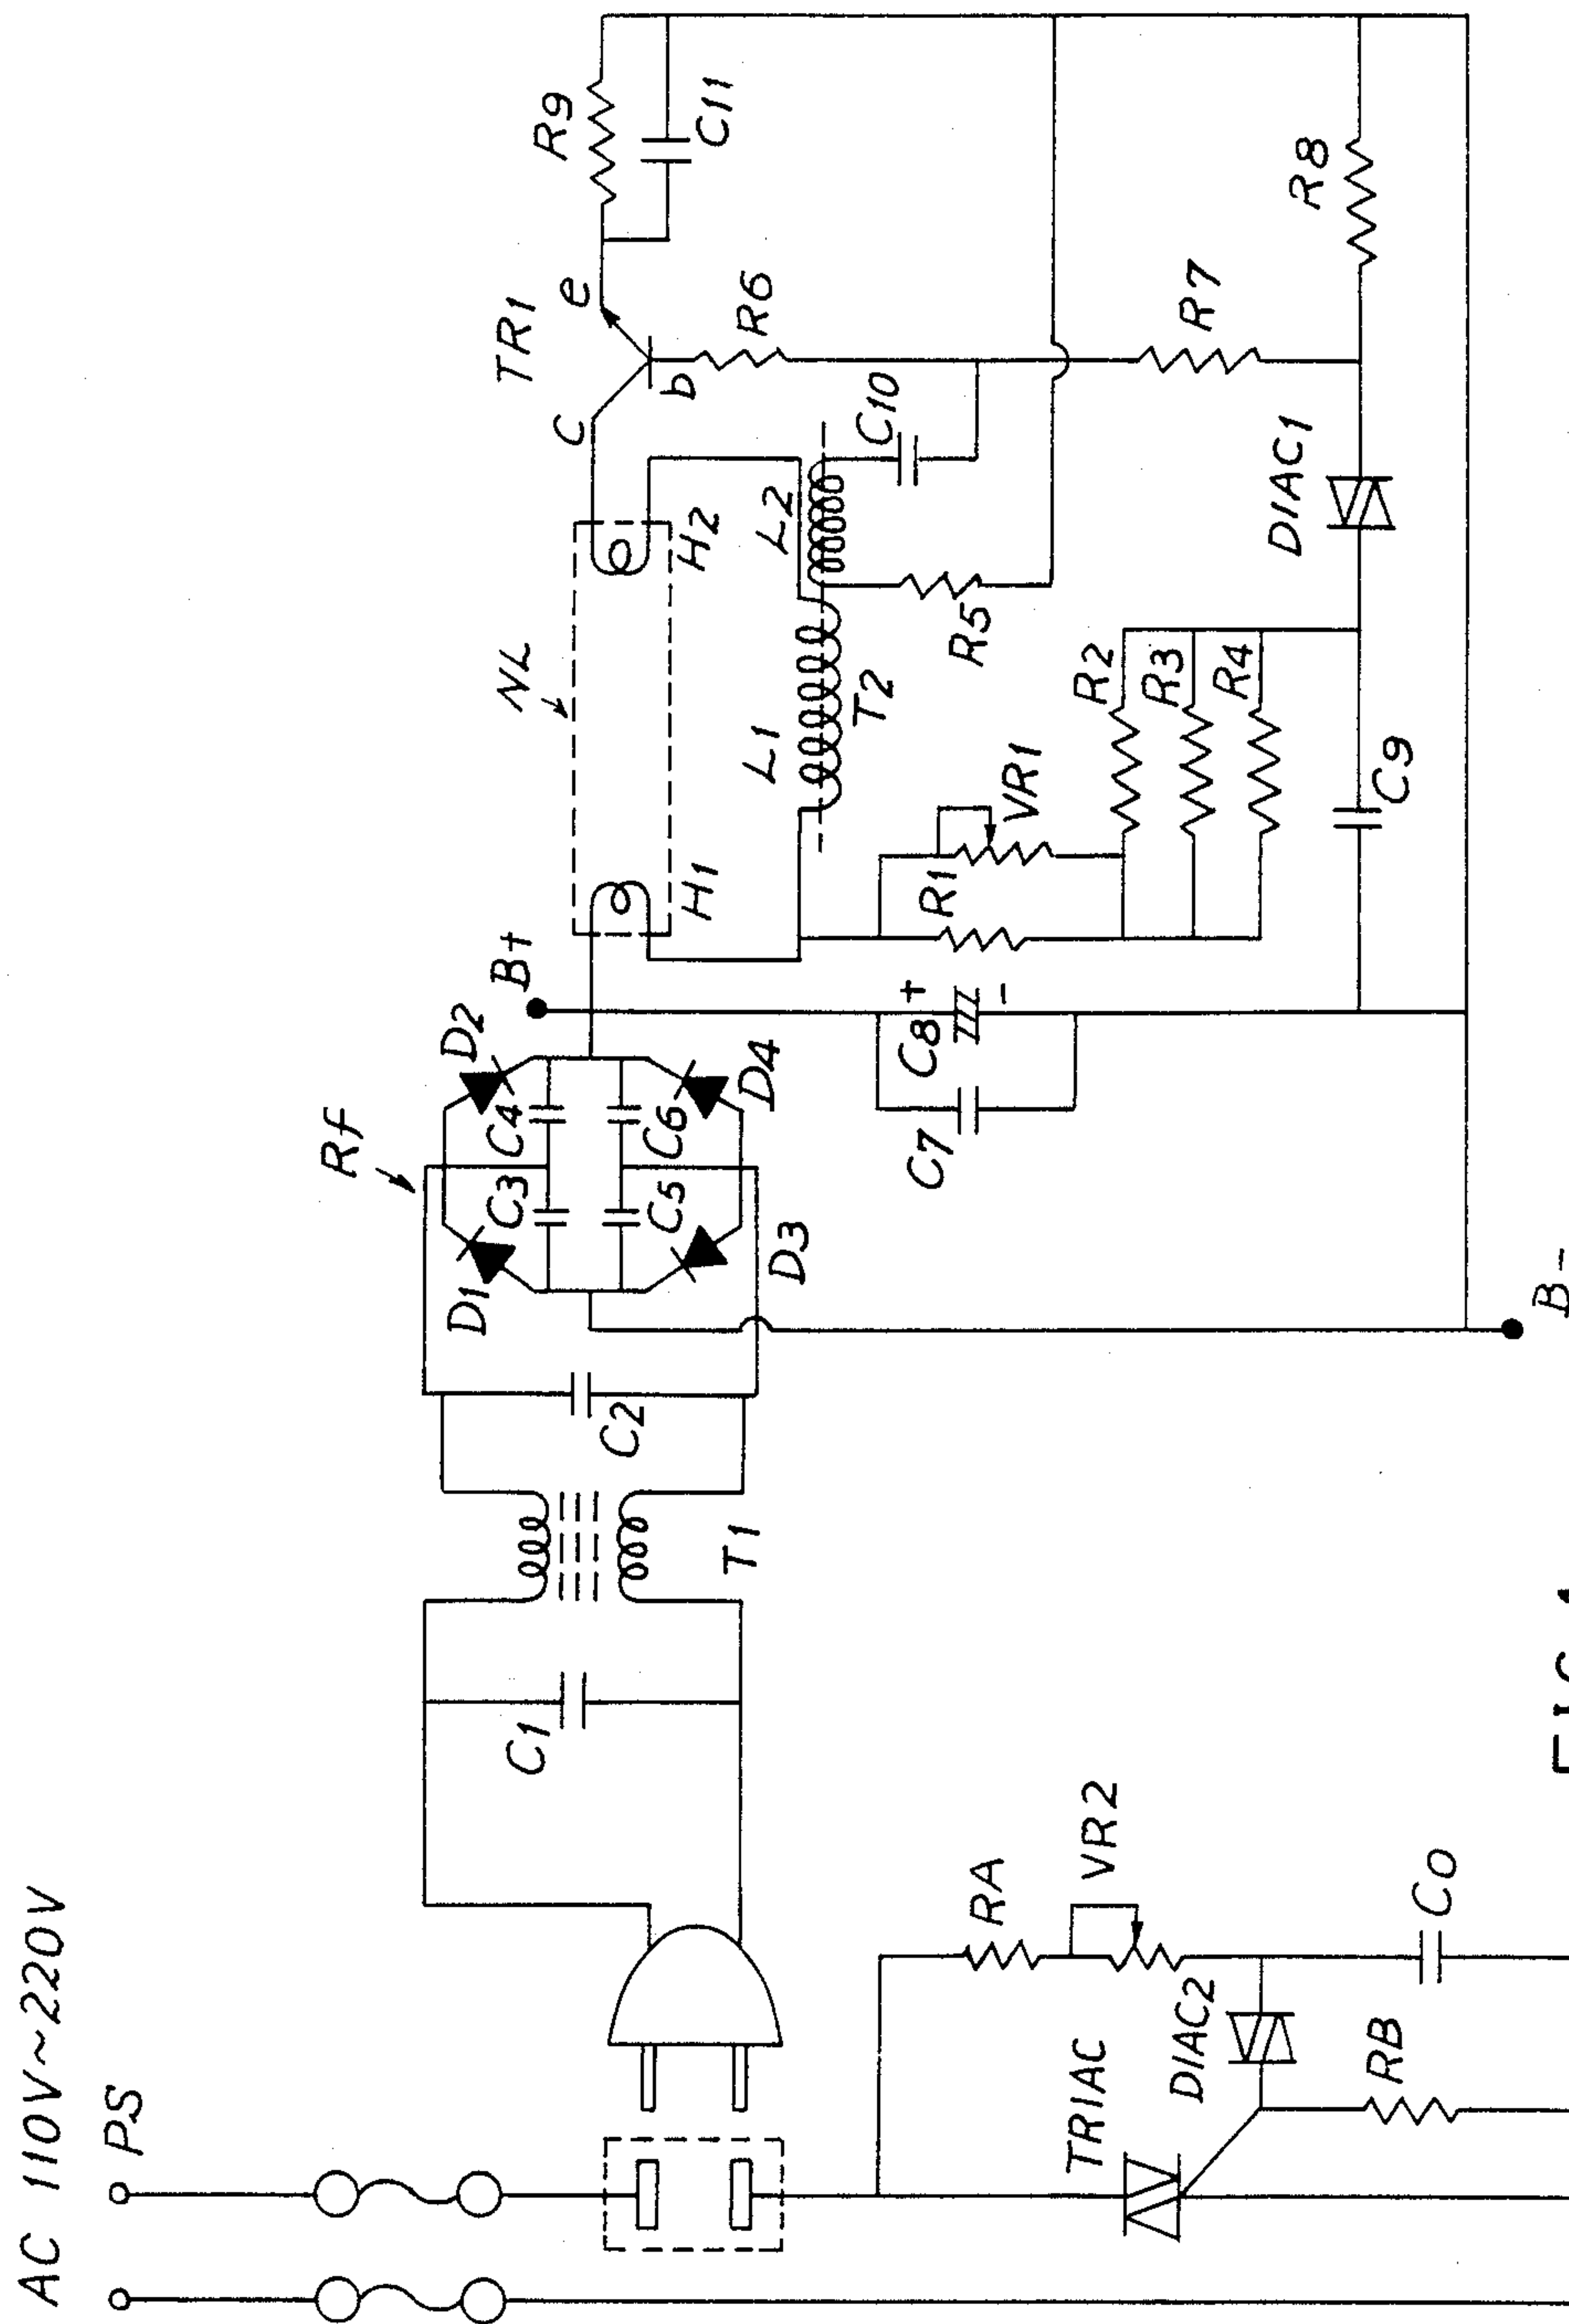 AC 110V~220V
PS
TRIAC
DIAC2
RB
RA
VR2
C0
C1
T1
C2
Rf
D1
D2
C3
C4
C5
C6
D3
D4
B+
B-
C7
C8
+
-
NL
H1
H2
L1
L2
T2
R1
VR1
R2
R3
R4
R5
C9
C10
DIAC1
TR1
c
b
e
R6
R7
R8
R9
C11